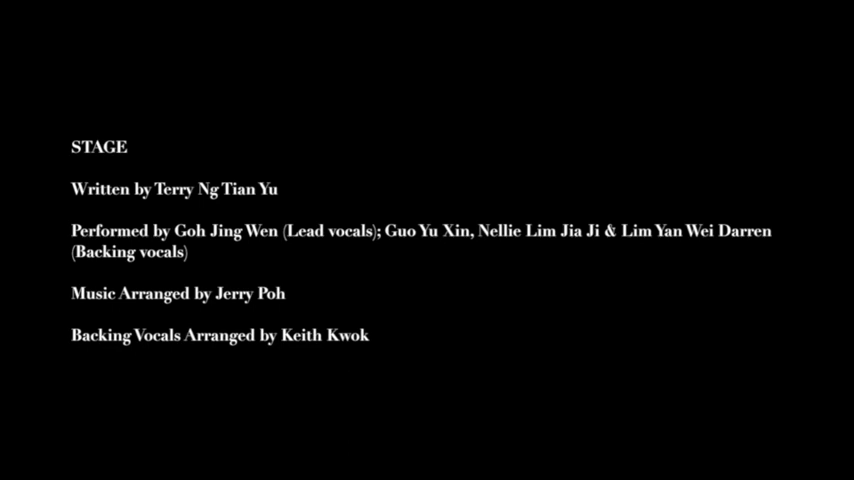 STAGE
Written by Terry Ng Tian Yu
Performed by Goh Jing Wen (Lead vocals); Guo Yu Xin, Nellie Lim Jia Ji & Lim Yan Wei Darren
(Backing vocals)
Music Arranged by Jerry Poh
Backing Vocals Arranged by Keith Kwok